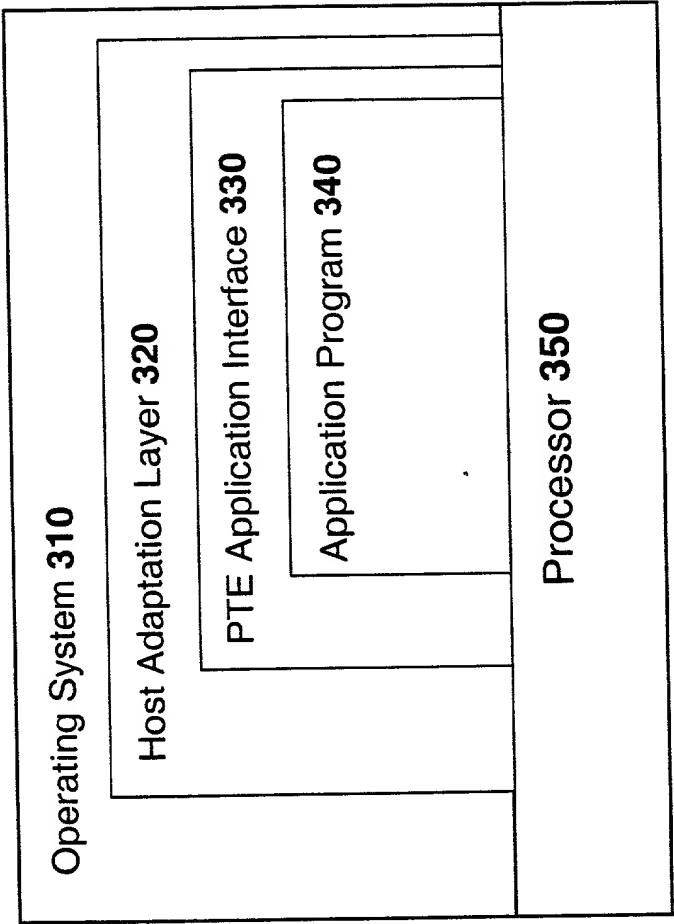 Operating System 310
Host Adaptation Layer 320
PTE Application Interface 330
Application Program 340
Processor 350